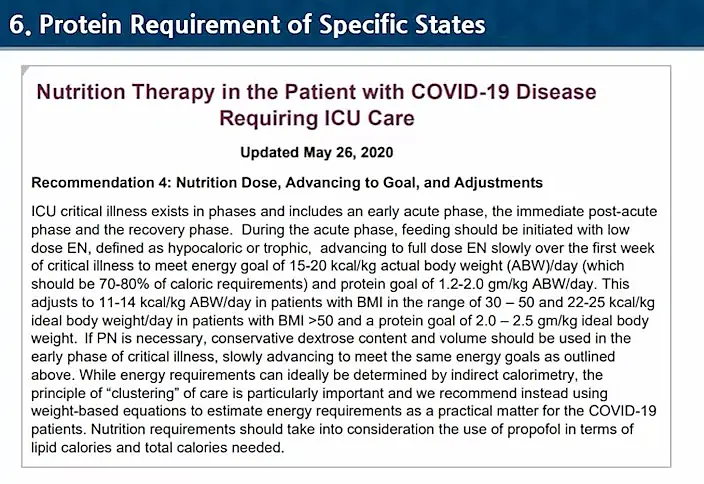 6. Protein Requirement of Specific States
Nutrition Therapy in the Patient with COVID-19 Disease
Requiring ICU Care
Updated May 26, 2020
Recommendation 4: Nutrition Dose, Advancing to Goal, and Adjustments
ICU critical illness exists in phases and includes an early acute phase, the immediate post-acute
phase and the recovery phase. During the acute phase, feeding should be initiated with low
dose EN, defined as hypocaloric or trophic, advancing to full dose EN slowly over the first week
of critical illness to meet energy goal of 15-20 kcal/kg actual body weight (ABW)/day (which
should be 70-80% of caloric requirements) and protein goal of 1.2-2.0 gm/kg ABW/day. This
adjusts to 11-14 kcal/kg ABW/day in patients with BMI in the range of 30 – 50 and 22-25 kcal/kg
ideal body weight/day in patients with BMI >50 and a protein goal of 2.0 – 2.5 gm/kg ideal body
weight. If PN is necessary, conservative dextrose content and volume should be used in the
early phase of critical illness, slowly advancing to meet the same energy goals as outlined
above. While energy requirements can ideally be determined by indirect calorimetry, the
principle of “clustering” of care is particularly important and we recommend instead using
weight-based equations to estimate energy requirements as a practical matter for the COVID-19
patients. Nutrition requirements should take into consideration the use of propofol in terms of
lipid calories and total calories needed.